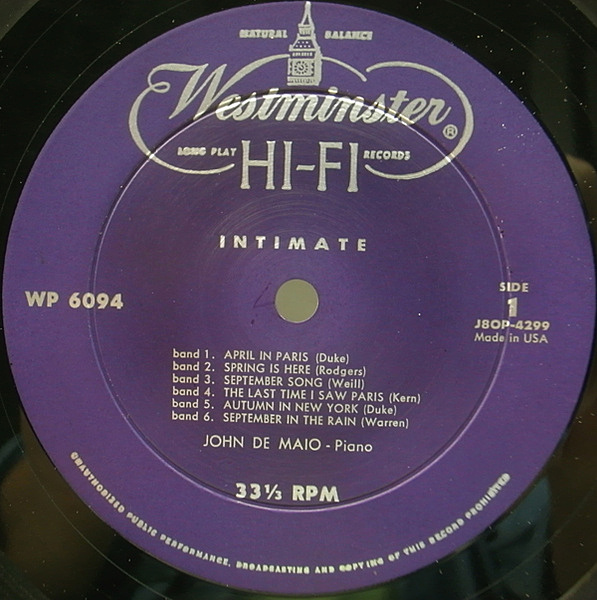 NATURAL BALANCE
Westminster ®
LONG PLAY HI-FI RECORDS
INTIMATE
WP 6094
SIDE
1
J8OP-4299
Made in USA
band 1. APRIL IN PARIS (Duke)
band 2. SPRING IS HERE (Rodgers)
band 3. SEPTEMBER SONG (Weill)
band 4. THE LAST TIME I SAW PARIS (Kern)
band 5. AUTUMN IN NEW YORK (Duke)
band 6. SEPTEMBER IN THE RAIN (Warren)
JOHN DE MAIO - Piano
33⅓ RPM
UNAUTHORIZED PUBLIC PERFORMANCE, BROADCASTING AND COPYING OF THIS RECORD PROHIBITED